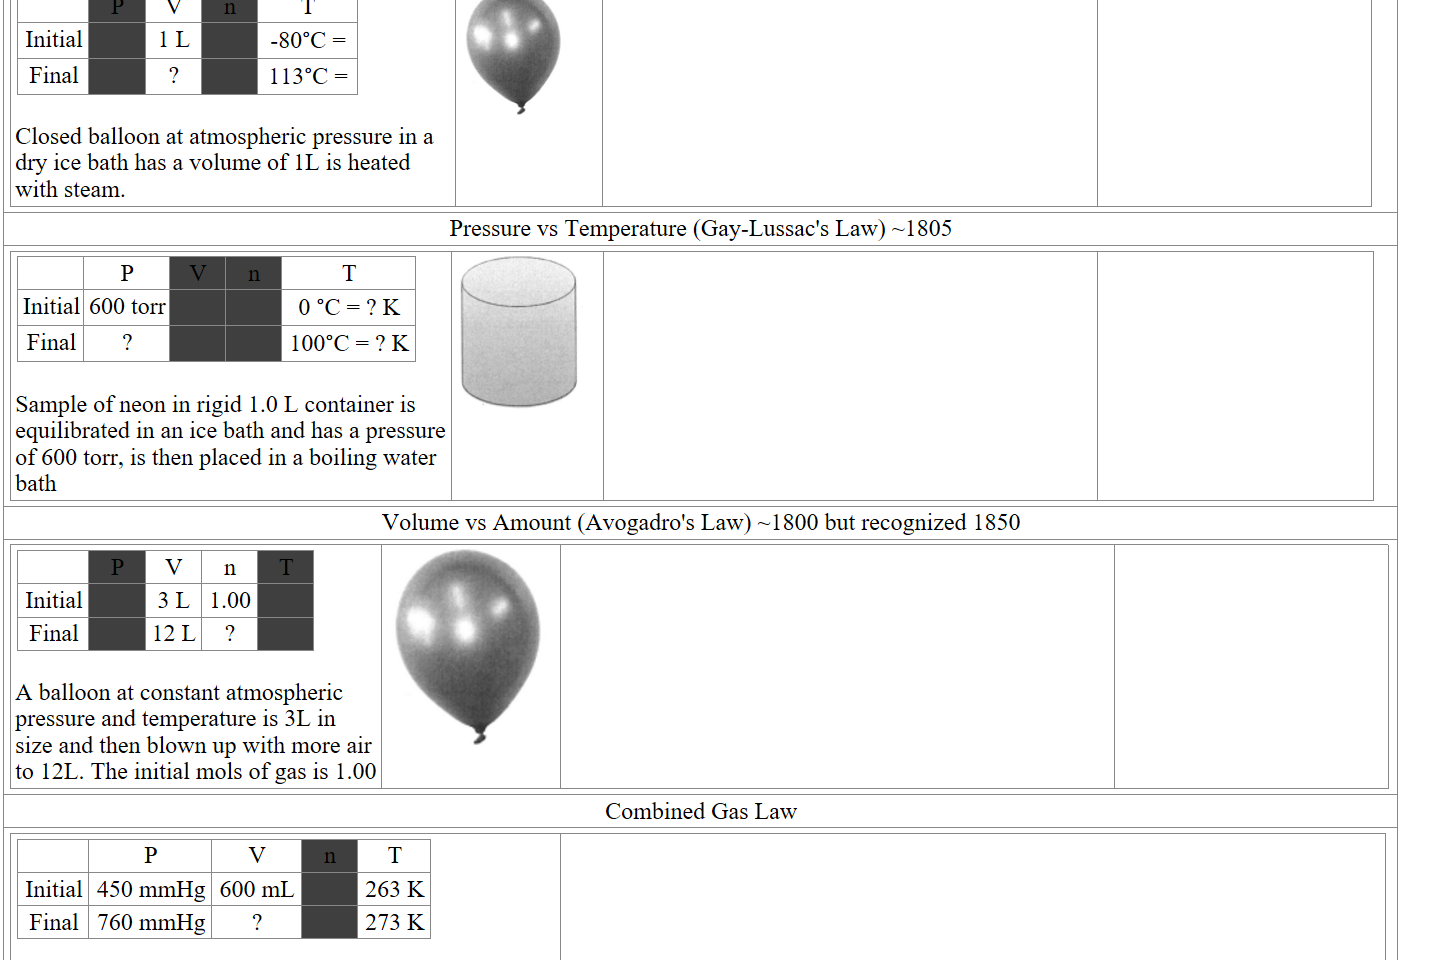 P V n T
Initial 1 L -80°C =
Final ? 113°C =
Closed balloon at atmospheric pressure in a
dry ice bath has a volume of 1L is heated
with steam.
Pressure vs Temperature (Gay-Lussac's Law) ~1805
P V n T
Initial 600 torr 0 °C = ? K
Final ? 100°C = ? K
Sample of neon in rigid 1.0 L container is
equilibrated in an ice bath and has a pressure
of 600 torr, is then placed in a boiling water
bath
Volume vs Amount (Avogadro's Law) ~1800 but recognized 1850
P V n T
Initial 3 L 1.00
Final 12 L ?
A balloon at constant atmospheric
pressure and temperature is 3L in
size and then blown up with more air
to 12L. The initial mols of gas is 1.00
Combined Gas Law
P V n T
Initial 450 mmHg 600 mL 263 K
Final 760 mmHg ? 273 K